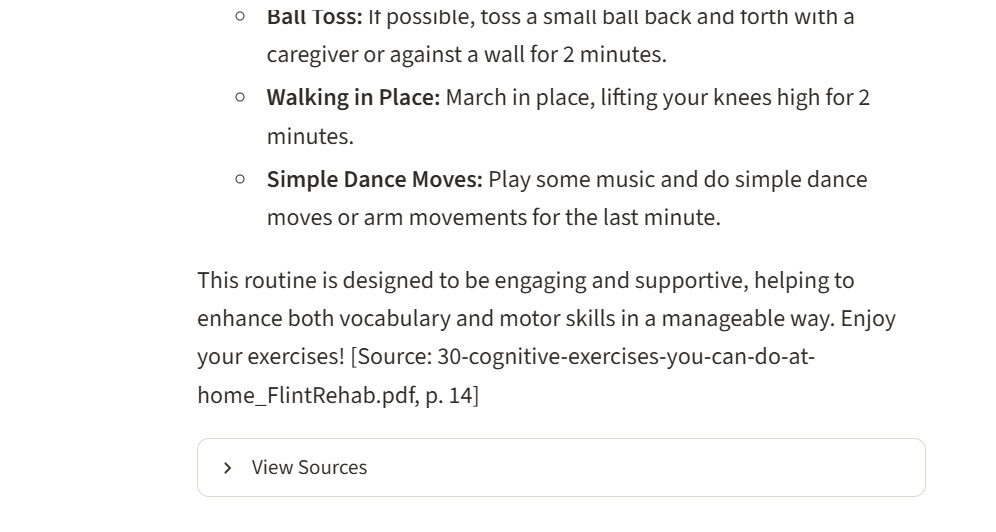 Ball Toss: If possible, toss a small ball back and forth with a
caregiver or against a wall for 2 minutes.
Walking in Place: March in place, lifting your knees high for 2
minutes.
Simple Dance Moves: Play some music and do simple dance
moves or arm movements for the last minute.
This routine is designed to be engaging and supportive, helping to
enhance both vocabulary and motor skills in a manageable way. Enjoy
your exercises! [Source: 30-cognitive-exercises-you-can-do-at-
home_FlintRehab.pdf, p. 14]
View Sources